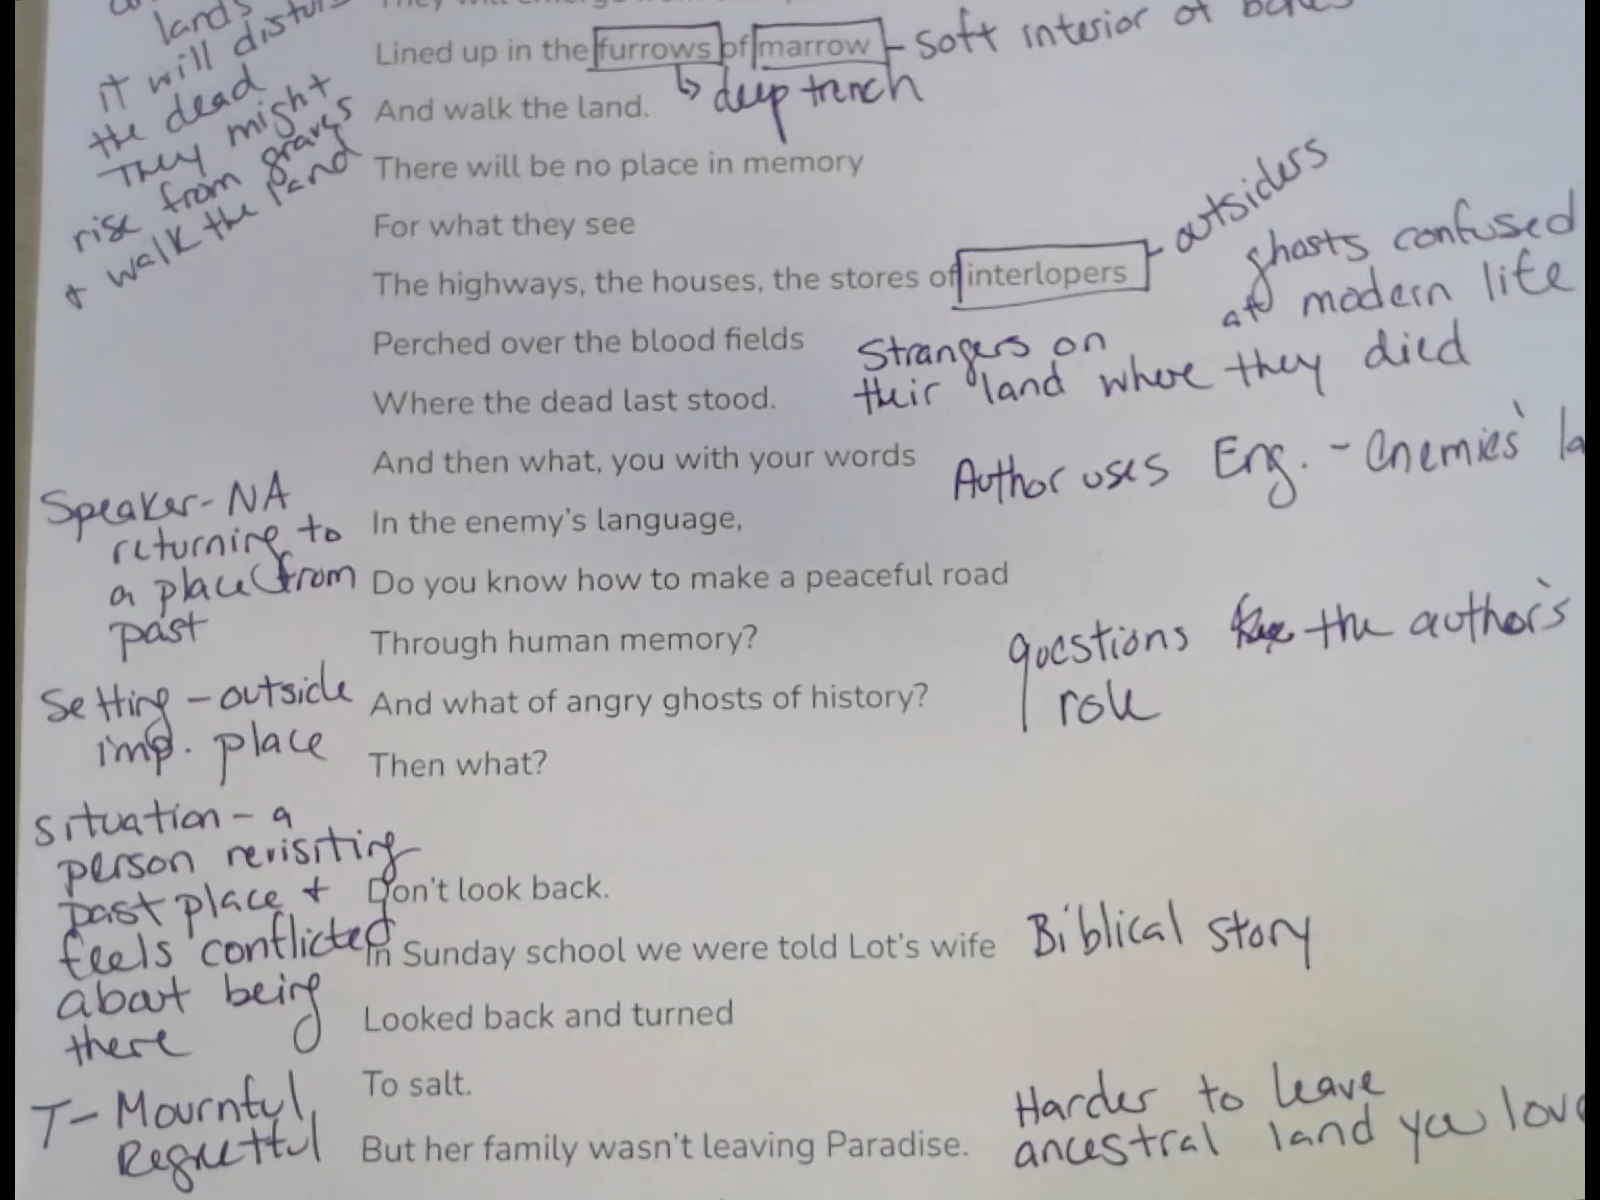 lands
it will disturb
the dead
They might
rise from graves
+ walk the land
Lined up in the furrows of marrow - soft interior of bones
↳ deep trench
And walk the land.
There will be no place in memory
For what they see
The highways, the houses, the stores of interlopers - outsiders
ghosts confused
at modern life
Perched over the blood fields
Strangers on
their land where they died
Where the dead last stood.
And then what, you with your words
Author uses Eng. - enemies'
In the enemy's language,
Speaker - NA
returning to
a place from
past
Do you know how to make a peaceful road
Through human memory?
questions the author's
role
Setting - outside
imp. place
And what of angry ghosts of history?
Then what?
Situation - a
person revisiting
past place +
feels conflicted
about being
there
Don't look back.
In Sunday school we were told Lot's wife
Biblical story
Looked back and turned
To salt.
T - Mournful,
Regretful
But her family wasn't leaving Paradise.
Harder to leave
ancestral land you love